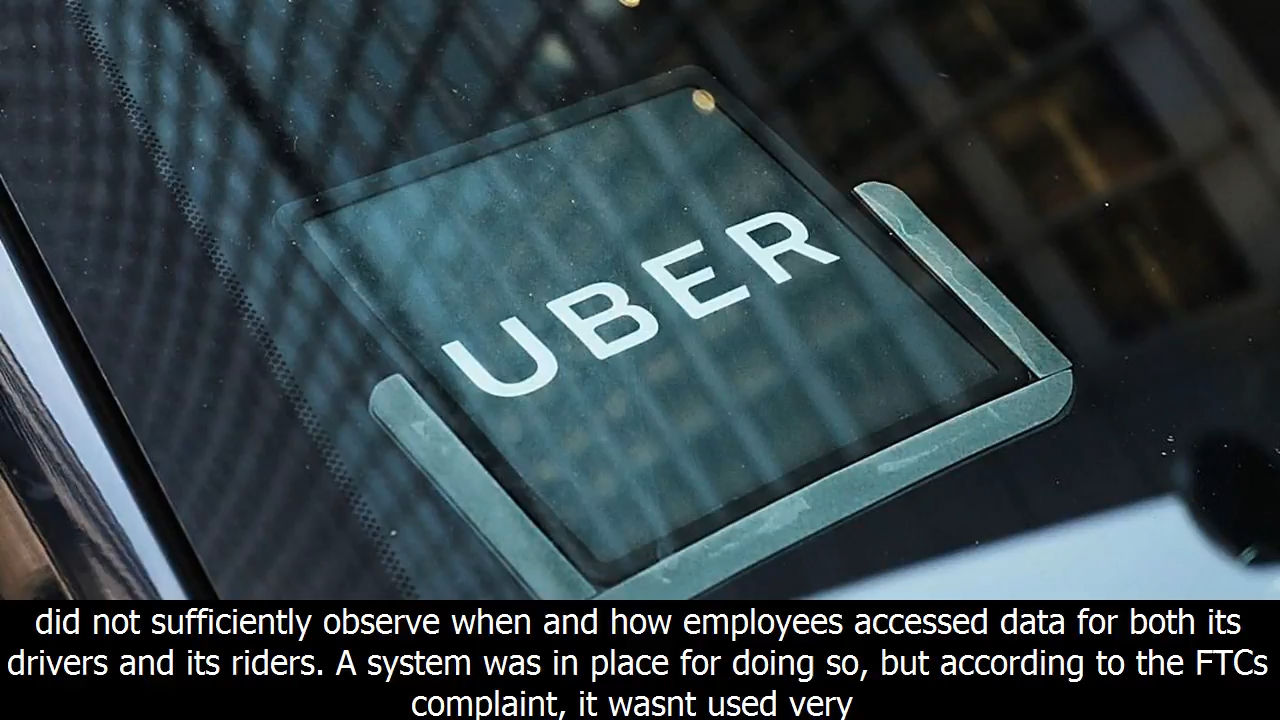 UBER
did not sufficiently observe when and how employees accessed data for both its
drivers and its riders. A system was in place for doing so, but according to the FTCs
complaint, it wasnt used very